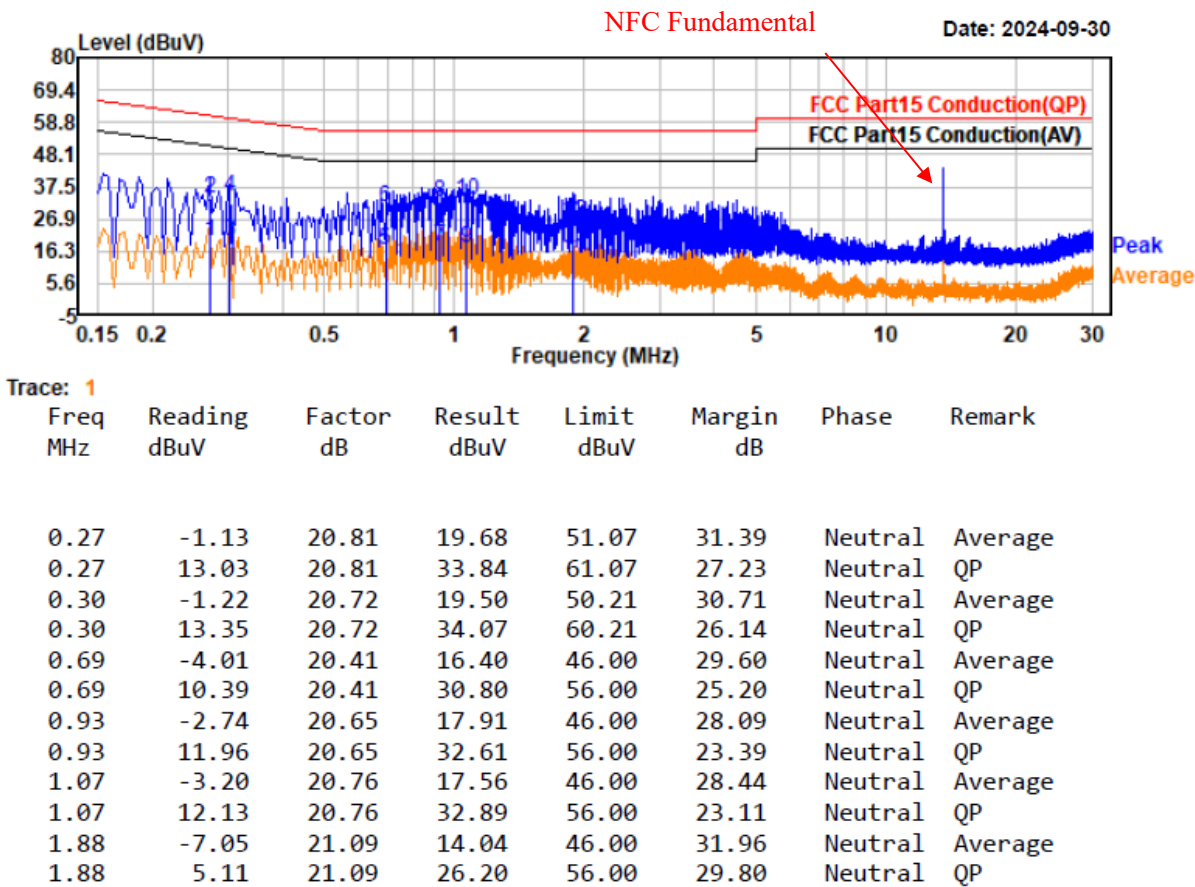 NFC Fundamental
Date: 2024-09-30
Level (dBuV)
80
69.4
58.8
48.1
37.5
26.9
16.3
5.6
-5
FCC Part15 Conduction(QP)
FCC Part15 Conduction(AV)
2 4 6 8 10
Peak
Average
0.15 0.2 0.5 1 2 5 10 20 30
Frequency (MHz)
Trace: 1
Freq Reading Factor Result Limit Margin Phase Remark
MHz dBuV dB dBuV dBuV dB
0.27 -1.13 20.81 19.68 51.07 31.39 Neutral Average
0.27 13.03 20.81 33.84 61.07 27.23 Neutral QP
0.30 -1.22 20.72 19.50 50.21 30.71 Neutral Average
0.30 13.35 20.72 34.07 60.21 26.14 Neutral QP
0.69 -4.01 20.41 16.40 46.00 29.60 Neutral Average
0.69 10.39 20.41 30.80 56.00 25.20 Neutral QP
0.93 -2.74 20.65 17.91 46.00 28.09 Neutral Average
0.93 11.96 20.65 32.61 56.00 23.39 Neutral QP
1.07 -3.20 20.76 17.56 46.00 28.44 Neutral Average
1.07 12.13 20.76 32.89 56.00 23.11 Neutral QP
1.88 -7.05 21.09 14.04 46.00 31.96 Neutral Average
1.88 5.11 21.09 26.20 56.00 29.80 Neutral QP